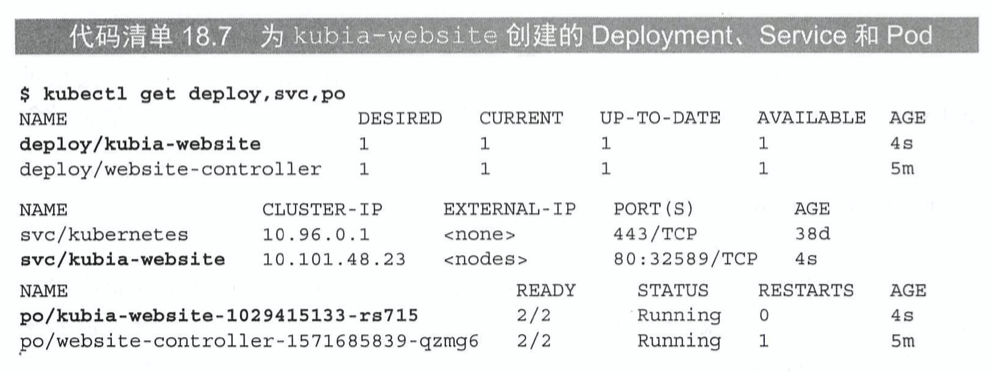 代码清单 18.7 为 kubia-website 创建的 Deployment、Service 和 Pod
$ kubectl get deploy,svc,po
NAME DESIRED CURRENT UP-TO-DATE AVAILABLE AGE
deploy/kubia-website 1 1 1 1 4s
deploy/website-controller 1 1 1 1 5m
NAME CLUSTER-IP EXTERNAL-IP PORT(S) AGE
svc/kubernetes 10.96.0.1 <none> 443/TCP 38d
svc/kubia-website 10.101.48.23 <nodes> 80:32589/TCP 4s
NAME READY STATUS RESTARTS AGE
po/kubia-website-1029415133-rs715 2/2 Running 0 4s
po/website-controller-1571685839-qzmg6 2/2 Running 1 5m